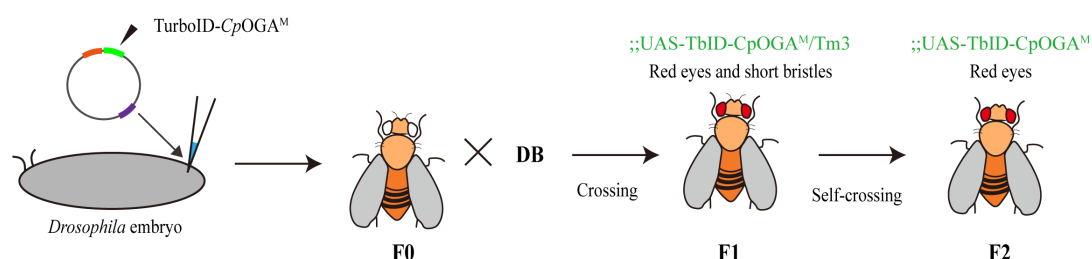 TurboID-CpOGAᴹ
Drosophila embryo
F0
DB
Crossing
;;UAS-TbID-CpOGAᴹ/Tm3
Red eyes and short bristles
F1
Self-crossing
;;UAS-TbID-CpOGAᴹ
Red eyes
F2